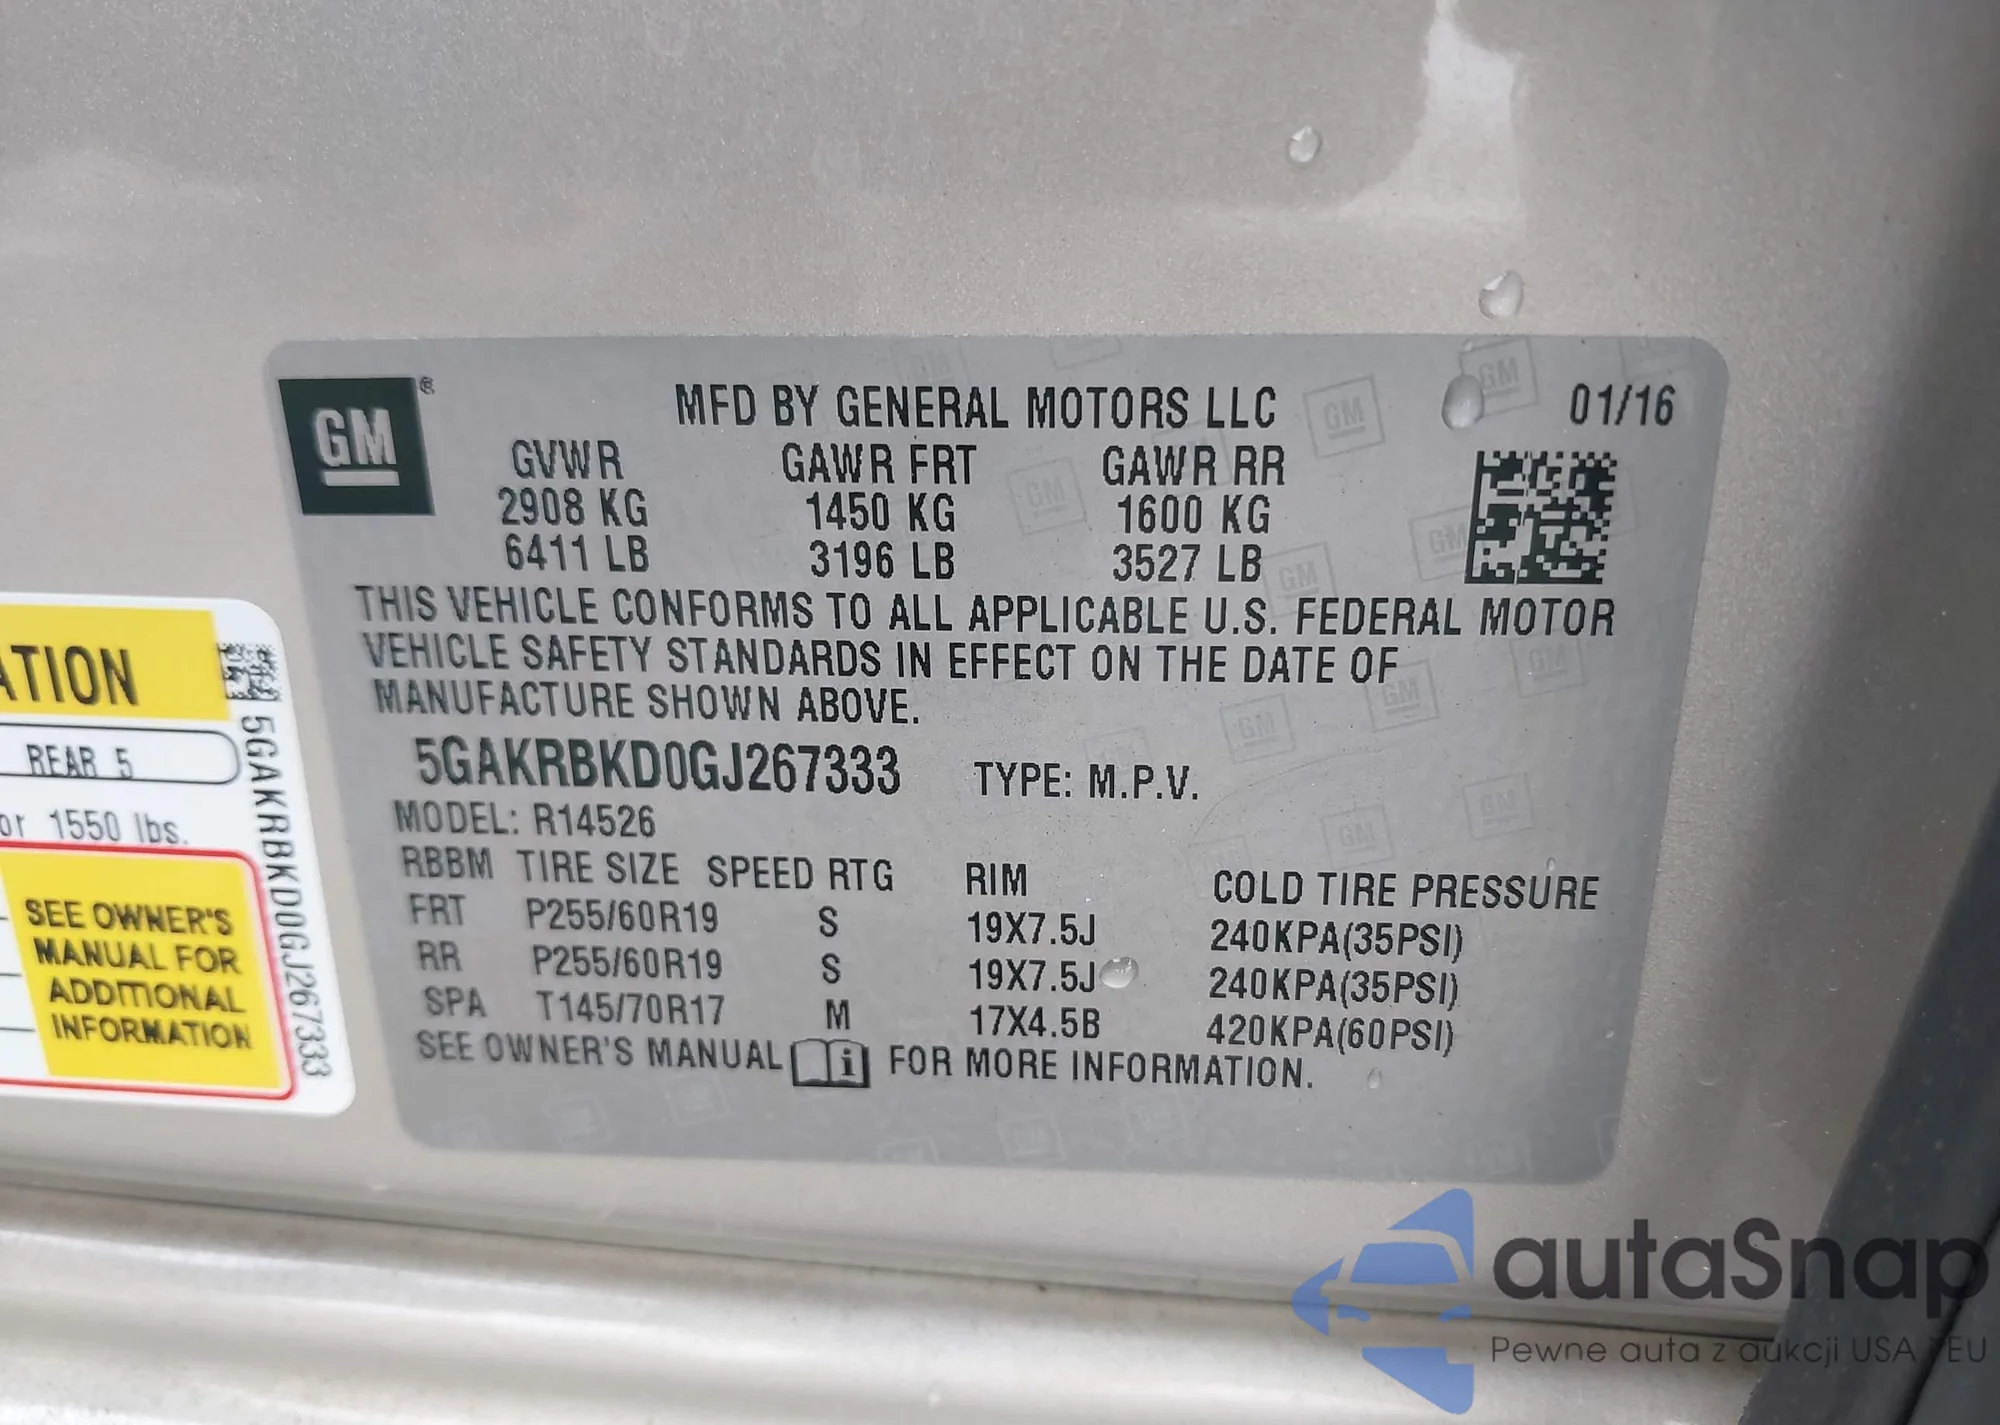 GM ®
MFD BY GENERAL MOTORS LLC 01/16
GVWR GAWR FRT GAWR RR
2908 KG 1450 KG 1600 KG
6411 LB 3196 LB 3527 LB
THIS VEHICLE CONFORMS TO ALL APPLICABLE U.S. FEDERAL MOTOR
VEHICLE SAFETY STANDARDS IN EFFECT ON THE DATE OF
MANUFACTURE SHOWN ABOVE.
5GAKRBKD0GJ267333 TYPE: M.P.V.
MODEL: R14526
RBBM TIRE SIZE SPEED RTG RIM COLD TIRE PRESSURE
FRT P255/60R19 S 19X7.5J 240KPA(35PSI)
RR P255/60R19 S 19X7.5J 240KPA(35PSI)
SPA T145/70R17 M 17X4.5B 420KPA(60PSI)
SEE OWNER'S MANUAL i FOR MORE INFORMATION.
ATION
REAR 5
or 1550 lbs.
SEE OWNER'S
MANUAL FOR
ADDITIONAL
INFORMATION
5GAKRBKD0GJ267333
autaSnap
Pewne auta z aukcji USA i EU